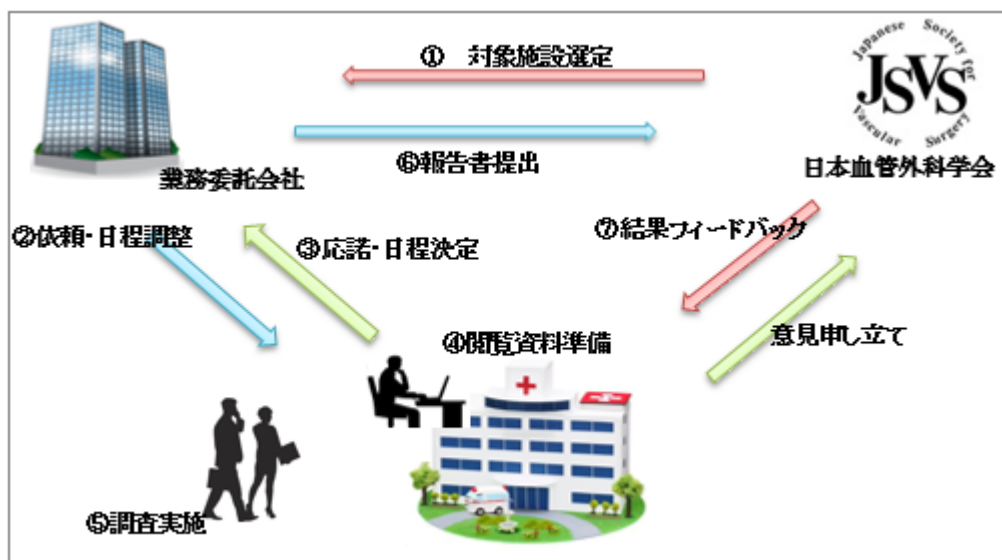 ① 対象施設選定
Japanese Society for
JSVS
Vascular Surgery
⑥報告者提出
業務委託会社
日本血管外科学会
②依頼・日程調整
③応諾・日程決定
⑦結果フィードバック
④閲覧資料準備
意見申し立て
⑤調査実施